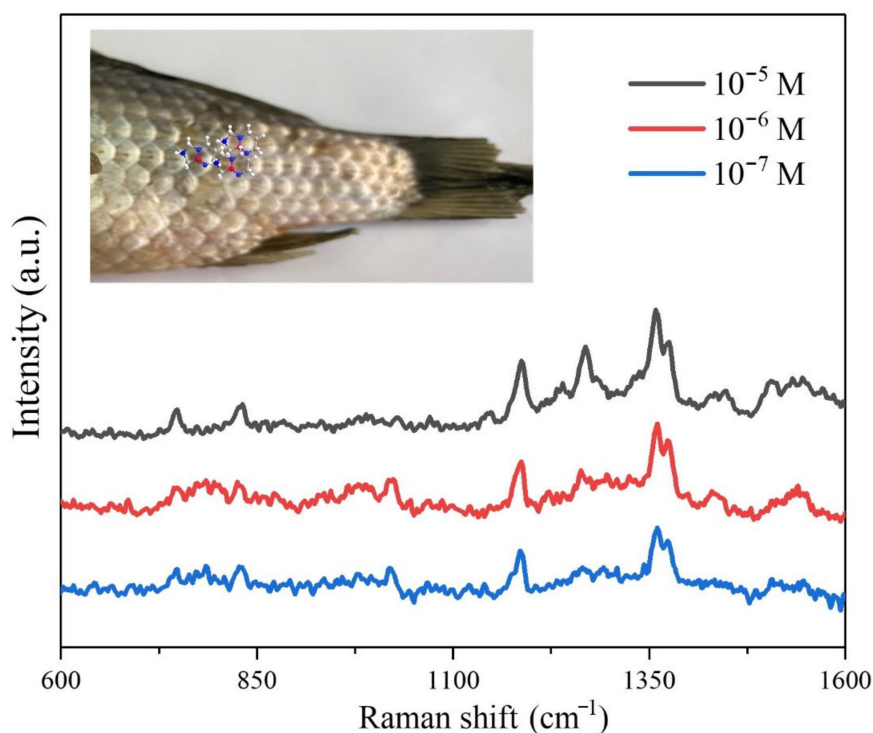 10⁻⁵ M
10⁻⁶ M
10⁻⁷ M
Intensity (a.u.)
600 850 1100 1350 1600
Raman shift (cm⁻¹)